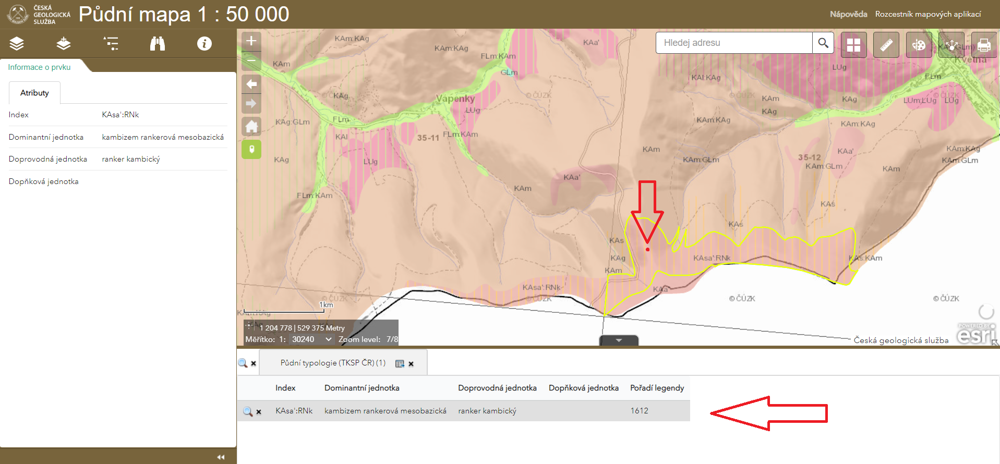 ČESKÁ
GEOLOGICKÁ
SLUŽBA
Půdní mapa 1 : 50 000
Nápověda
Rozcestník mapových aplikací
Informace o prvku
Atributy
Index KAsa':RNk
Dominantní jednotka kambizem rankerová mesobazická
Doprovodná jednotka ranker kambický
Dopňková jednotka
Hledej adresu
KAm:KAg
KAm:KAg
KAa'
FLm:KAm
KAm
GLm
KAg
© ČÚZK
Vápenky
LUg
© ČÚZK
FLm
KAg:GLm
KAI
35-11
FLm:KAm
KAg
LUg
KAm
KAa'
FLm:KAm
LUg
Květná
KAI:KAg
FLm
© ČÚZK
KAm
KAg
KAg
LUm:LUg
© ČÚZK
LUg
KAm:KAg
KAm:KAg
KAm
KAm:GLm
35-12
KAm:GLm
KAa'
KAm
KAm:KAg
KAm:GLm
KAs
KAs
KAs
KAg
KAm
KAsa':RNk
KAs:KAm
KAsa':RNk
© ČÚZK
KAa'
© ČÚZK
© ČÚZK
1km
KAm:KAg
KAg
1 204 778 | 529 375 Metry
Měřítko: 1: 30240 Zoom level: 7/8
POWERED BY
esri
Česká geologická služba
Půdní typologie (TKSP ČR) (1)
Index Dominantní jednotka Doprovodná jednotka Dopňková jednotka Pořadí legendy
KAsa':RNk kambizem rankerová mesobazická ranker kambický 1612